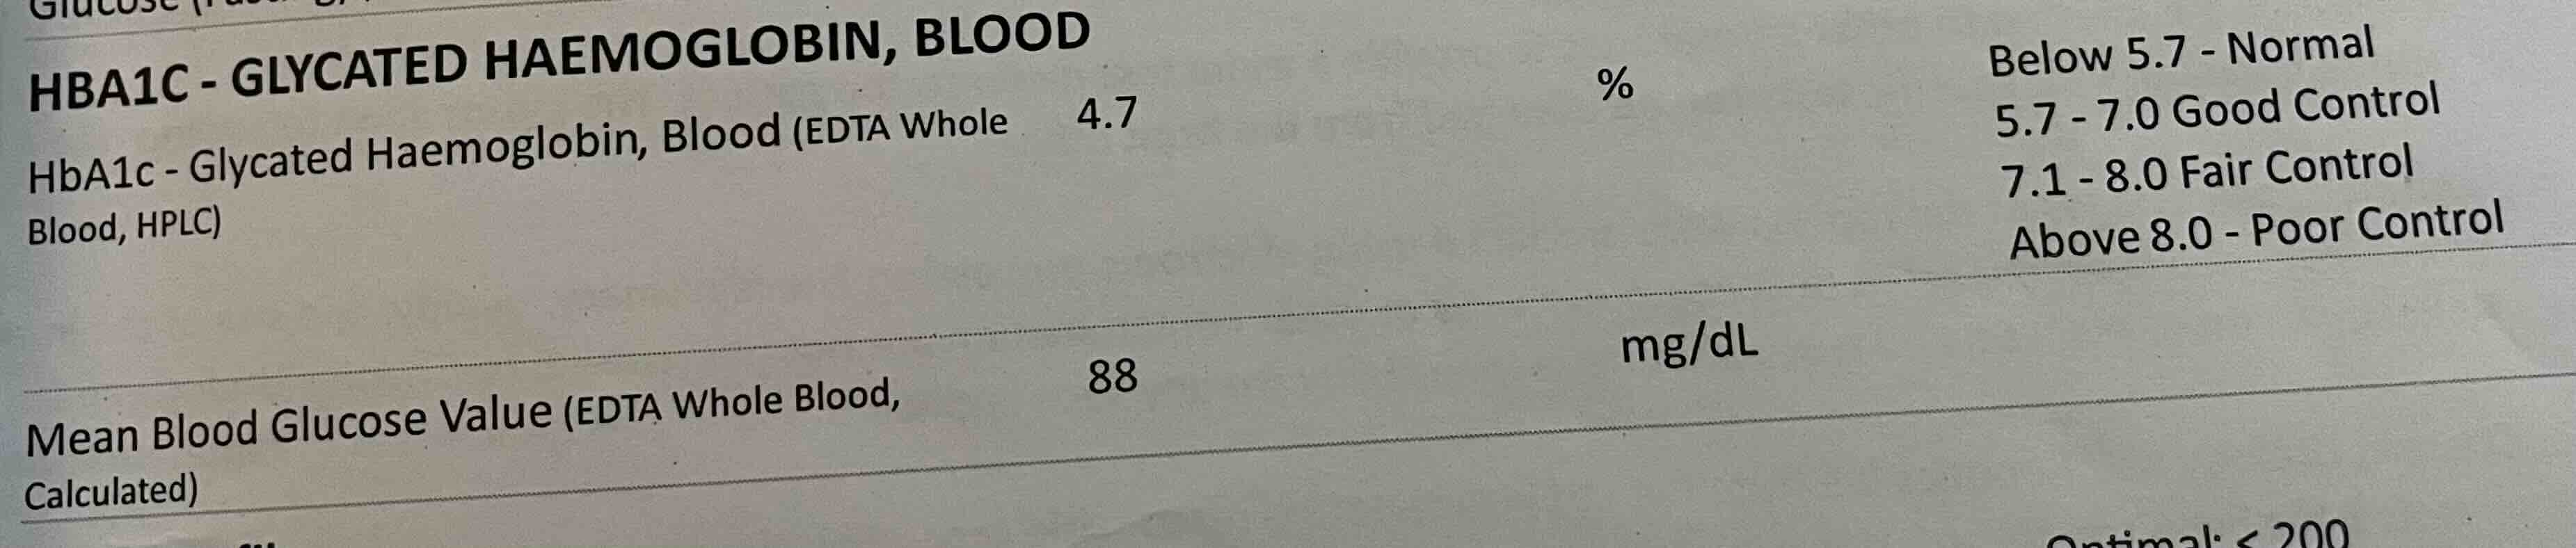 Glucose
HBA1C - GLYCATED HAEMOGLOBIN, BLOOD
HbA1c - Glycated Haemoglobin, Blood (EDTA Whole 4.7 % Below 5.7 - Normal
Blood, HPLC) 5.7 - 7.0 Good Control
7.1 - 8.0 Fair Control
Above 8.0 - Poor Control
Mean Blood Glucose Value (EDTA Whole Blood, 88 mg/dL
Calculated)
Optimal: < 200